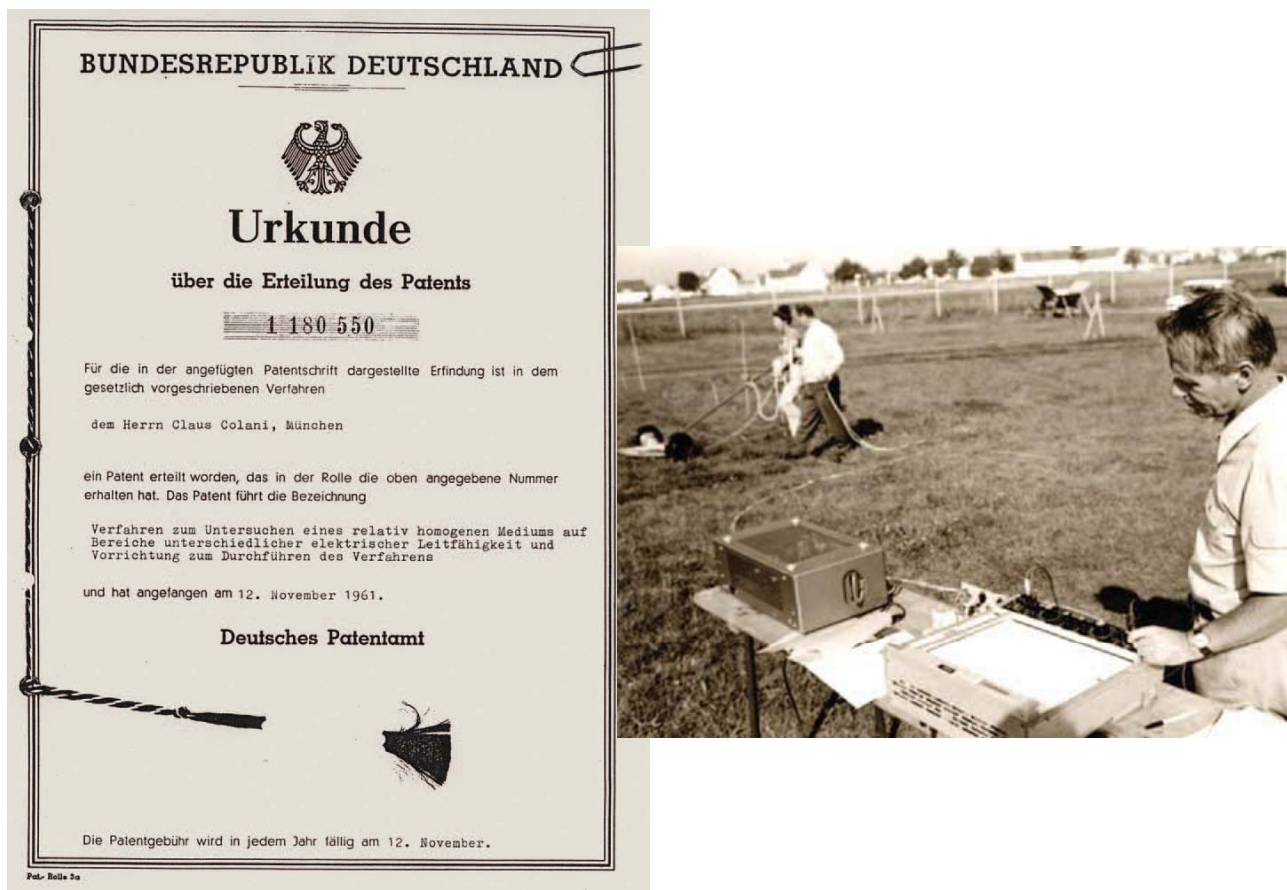 BUNDESREPUBLIK DEUTSCHLAND
Urkunde
über die Erteilung des Patents
1 180 550
Für die in der angefügten Patentschrift dargestellte Erfindung ist in dem
gesetzlich vorgeschriebenen Verfahren
dem Herrn Claus Colani, München
ein Patent erteilt worden, das in der Rolle die oben angegebene Nummer
erhalten hat. Das Patent führt die Bezeichnung
Verfahren zum Untersuchen eines relativ homogenen Mediums auf
Bereiche unterschiedlicher elektrischer Leitfähigkeit und
Vorrichtung zum Durchführen des Verfahrens
und hat angefangen am 12. November 1961.
Deutsches Patentamt
Die Patentgebühr wird in jedem Jahr fällig am 12. November.
Pat.- Rolle 3a